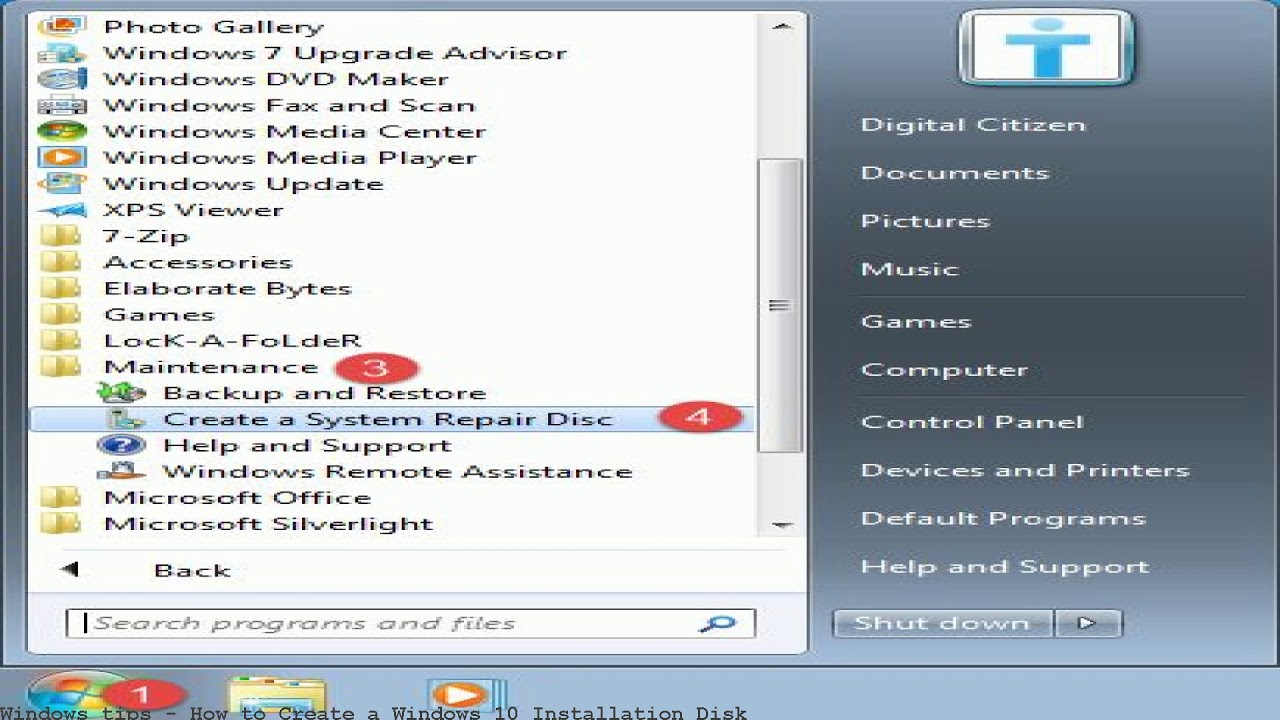 Photo Gallery
Windows 7 Upgrade Advisor
Windows DVD Maker
Windows Fax and Scan
Windows Media Center
Windows Media Player
Windows Update
XPS Viewer
7-Zip
Accessories
Elaborate Bytes
Games
LocK-A-FoLdeR
Maintenance 3
Backup and Restore
Create a System Repair Disc 4
Help and Support
Windows Remote Assistance
Microsoft Office
Microsoft Silverlight
Back
Search programs and files
Digital Citizen
Documents
Pictures
Music
Games
Computer
Control Panel
Devices and Printers
Default Programs
Help and Support
Shut down
1
Windows tips - How to Create a Windows 10 Installation Disk